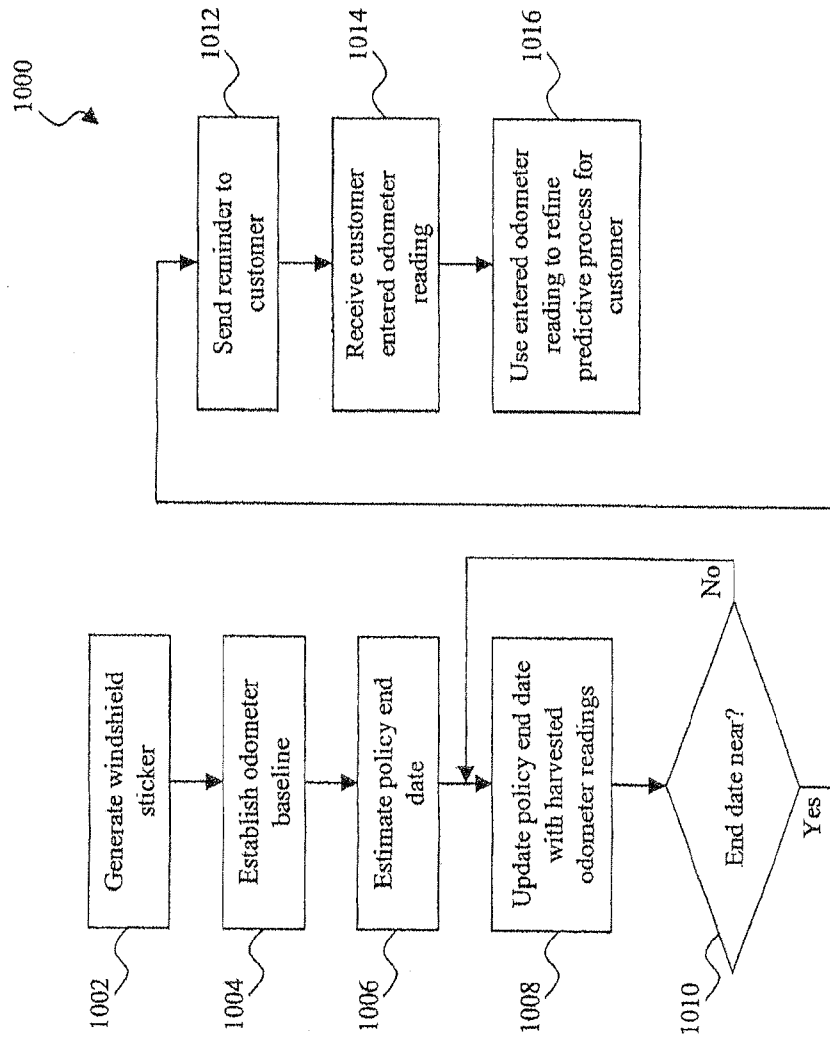 1000
Generate windshield
sticker
1002
Establish odometer
baseline
1004
Estimate policy end
date
1006
Update policy end date
with harvested
odometer readings
1008
End date near?
1010
No
Yes
Send reminder to
customer
1012
Receive customer
entered odometer
reading
1014
Use entered odometer
reading to refine
predictive process for
customer
1016